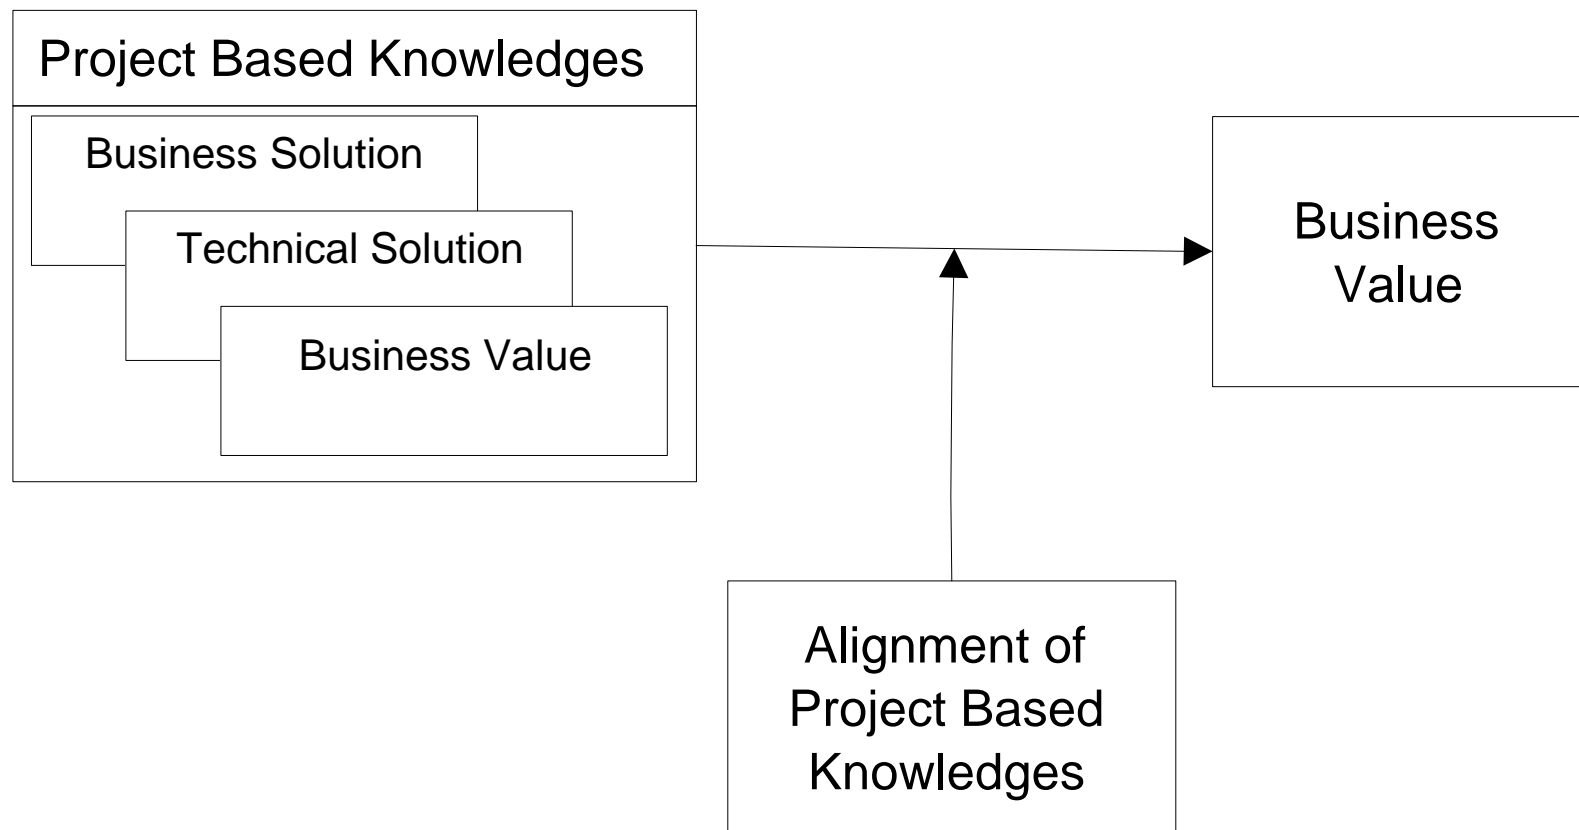 Project Based Knowledges
Business Solution
Technical Solution
Business Value
Business
Value
Alignment of
Project Based
Knowledges